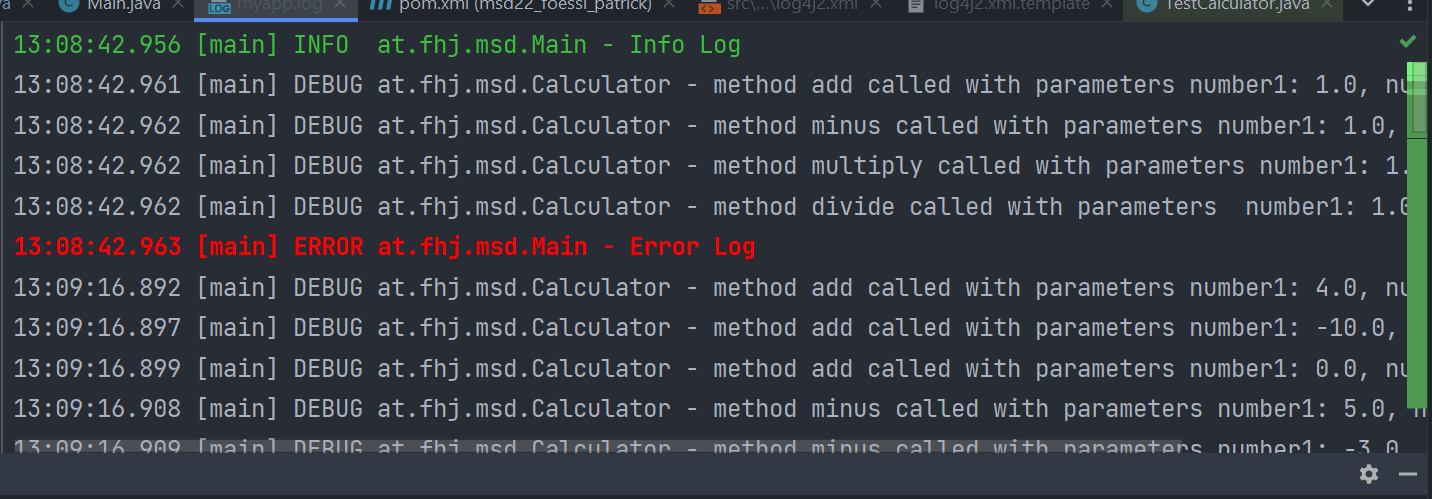 Main.java myapp.log pom.xml (msd22_foessl_patrick) src\...\log4j2.xml log4j2.xml.template TestCalculator.java
13:08:42.956 [main] INFO  at.fhj.msd.Main - Info Log
13:08:42.961 [main] DEBUG at.fhj.msd.Calculator - method add called with parameters number1: 1.0, nu
13:08:42.962 [main] DEBUG at.fhj.msd.Calculator - method minus called with parameters number1: 1.0,
13:08:42.962 [main] DEBUG at.fhj.msd.Calculator - method multiply called with parameters number1: 1.
13:08:42.962 [main] DEBUG at.fhj.msd.Calculator - method divide called with parameters  number1: 1.0
13:08:42.963 [main] ERROR at.fhj.msd.Main - Error Log
13:09:16.892 [main] DEBUG at.fhj.msd.Calculator - method add called with parameters number1: 4.0, nu
13:09:16.897 [main] DEBUG at.fhj.msd.Calculator - method add called with parameters number1: -10.0,
13:09:16.899 [main] DEBUG at.fhj.msd.Calculator - method add called with parameters number1: 0.0, nu
13:09:16.908 [main] DEBUG at.fhj.msd.Calculator - method minus called with parameters number1: 5.0, n
13:09:16.909 [main] DEBUG at.fhj.msd.Calculator - method minus called with parameters number1: -3.0